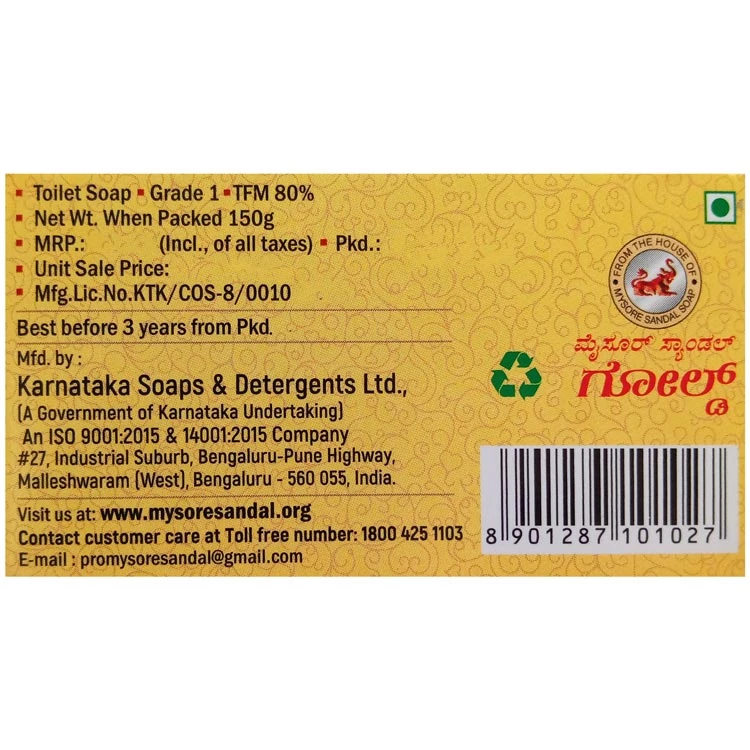 Toilet Soap ▪ Grade 1 ▪ TFM 80%
Net Wt. When Packed 150g
MRP.: (Incl., of all taxes) ▪ Pkd.:
Unit Sale Price:
Mfg.Lic.No.KTK/COS-8/0010
Best before 3 years from Pkd.
Mfd. by :
Karnataka Soaps & Detergents Ltd.,
(A Government of Karnataka Undertaking)
An ISO 9001:2015 & 14001:2015 Company
#27, Industrial Suburb, Bengaluru-Pune Highway,
Malleshwaram (West), Bengaluru - 560 055, India.
Visit us at: www.mysoresandal.org
Contact customer care at Toll free number: 1800 425 1103
E-mail : promysoresandal@gmail.com
FROM THE HOUSE OF
MYSORE SANDAL SOAP
ಮೈಸೂರ್ ಸ್ಯಾಂಡಲ್
ಗೋಲ್ಡ್
8 901287 101027